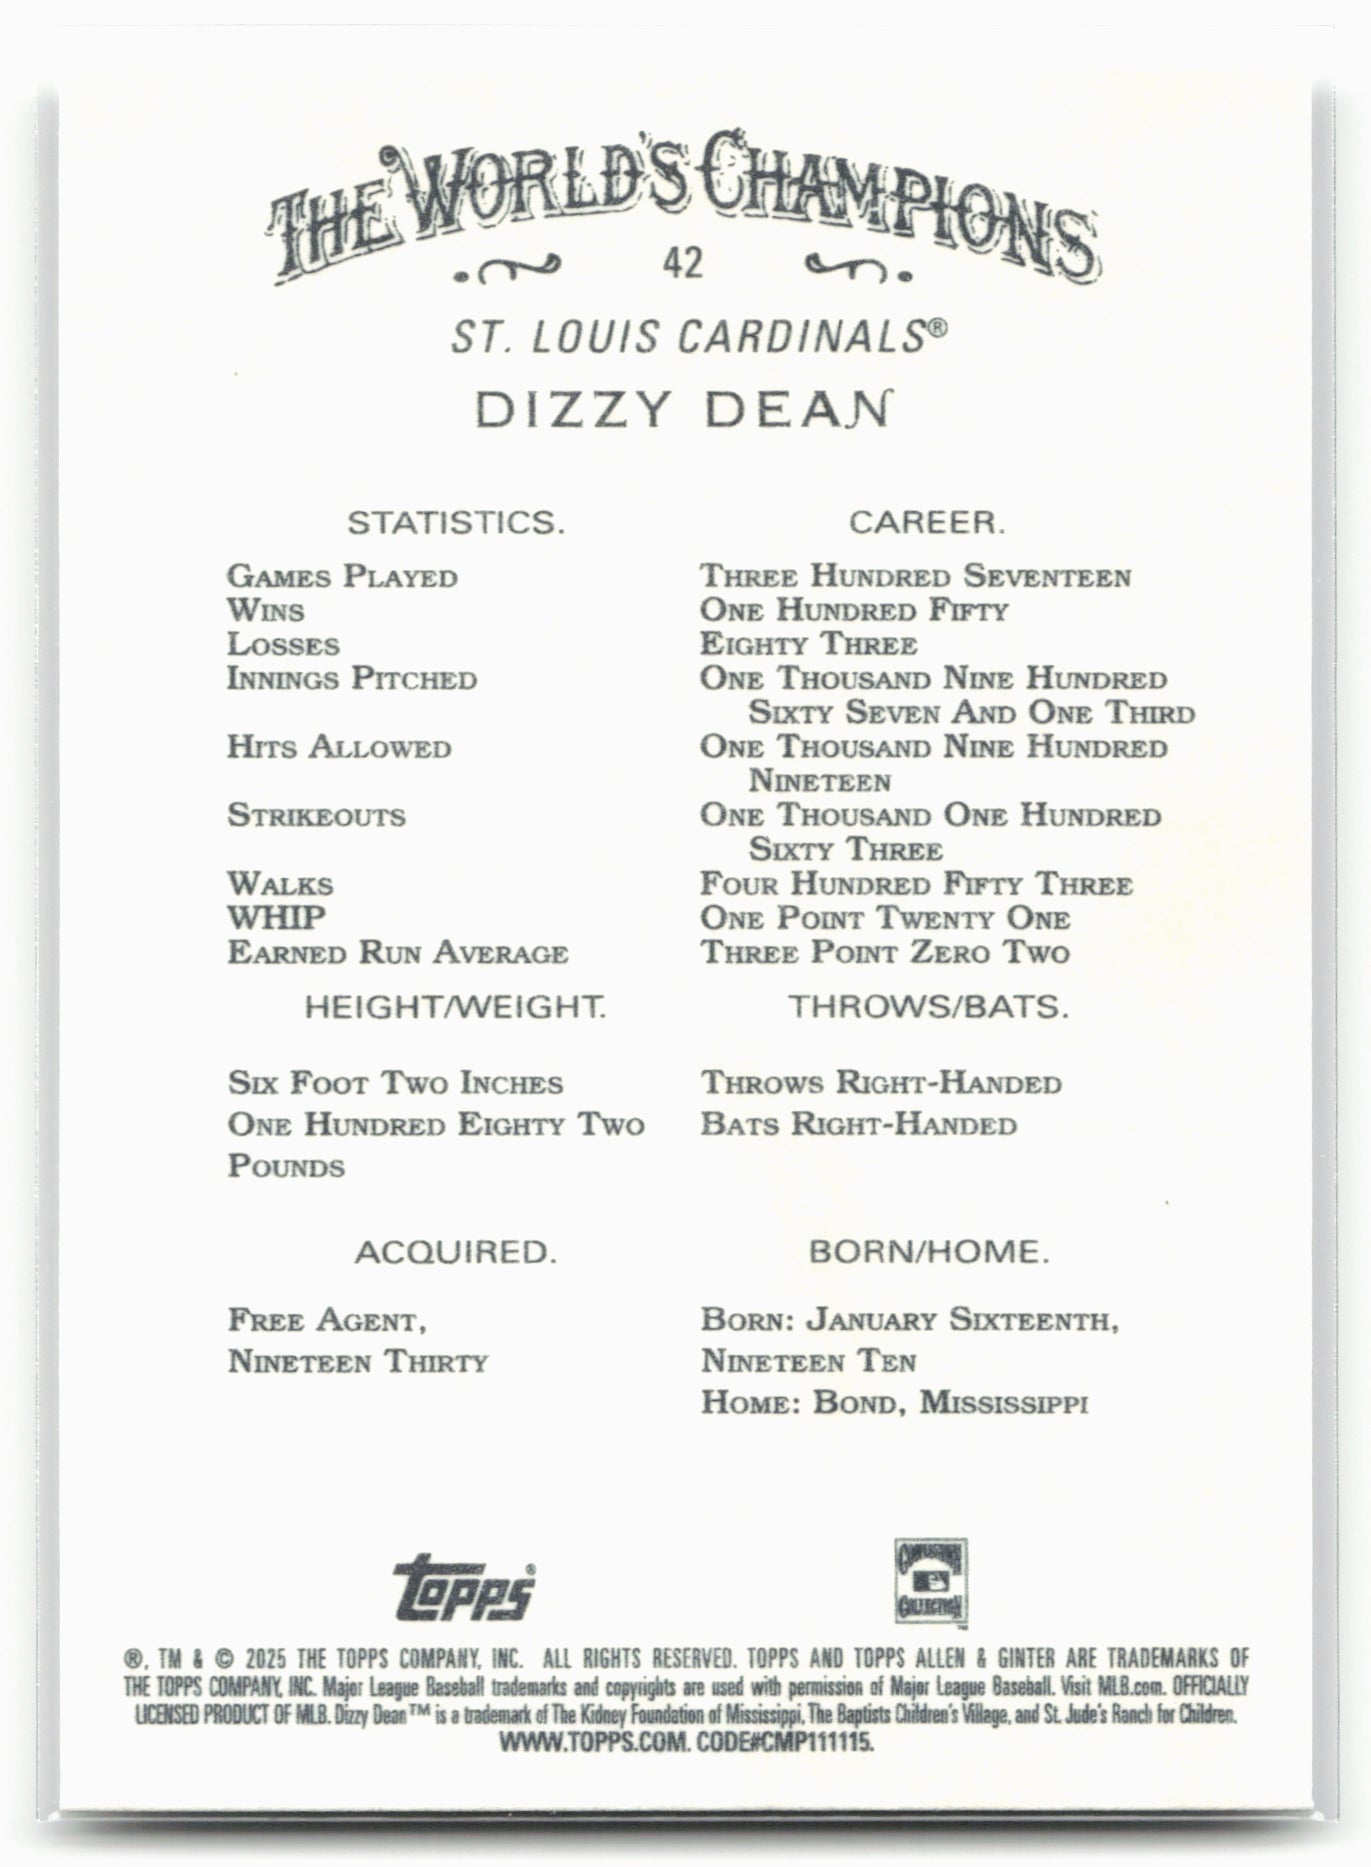 THE WORLD'S CHAMPIONS
42
ST. LOUIS CARDINALS®
DIZZY DEAN
STATISTICS. CAREER.
GAMES PLAYED THREE HUNDRED SEVENTEEN
WINS ONE HUNDRED FIFTY
LOSSES EIGHTY THREE
INNINGS PITCHED ONE THOUSAND NINE HUNDRED
SIXTY SEVEN AND ONE THIRD
HITS ALLOWED ONE THOUSAND NINE HUNDRED
NINETEEN
STRIKEOUTS ONE THOUSAND ONE HUNDRED
SIXTY THREE
WALKS FOUR HUNDRED FIFTY THREE
WHIP ONE POINT TWENTY ONE
EARNED RUN AVERAGE THREE POINT ZERO TWO
HEIGHT/WEIGHT. THROWS/BATS.
SIX FOOT TWO INCHES THROWS RIGHT-HANDED
ONE HUNDRED EIGHTY TWO BATS RIGHT-HANDED
POUNDS
ACQUIRED. BORN/HOME.
FREE AGENT, BORN: JANUARY SIXTEENTH,
NINETEEN THIRTY NINETEEN TEN
HOME: BOND, MISSISSIPPI
topps®
COOPERSTOWN
COLLECTION™
®, TM & © 2025 THE TOPPS COMPANY, INC. ALL RIGHTS RESERVED. TOPPS AND TOPPS ALLEN & GINTER ARE TRADEMARKS OF
THE TOPPS COMPANY, INC. Major League Baseball trademarks and copyrights are used with permission of Major League Baseball. Visit MLB.com. OFFICIALLY
LICENSED PRODUCT OF MLB. Dizzy Dean™ is a trademark of The Kidney Foundation of Mississippi, The Baptists Children's Village, and St. Jude's Ranch for Children.
WWW.TOPPS.COM. CODE#CMP111115.